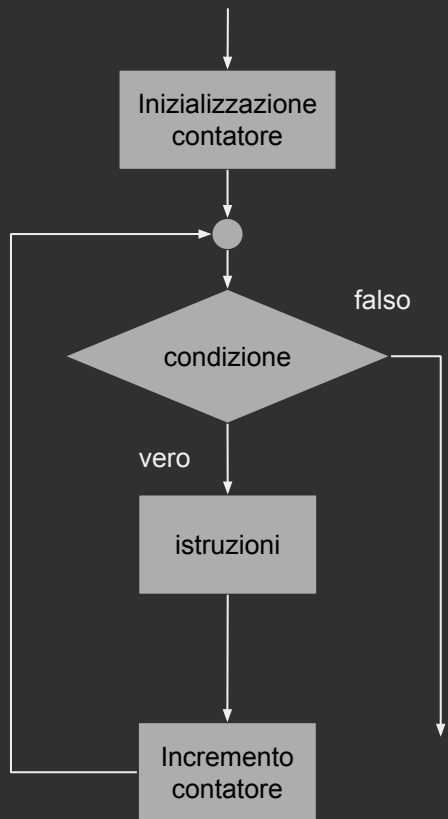 Inizializzazione
contatore
falso
condizione
vero
istruzioni
Incremento
contatore